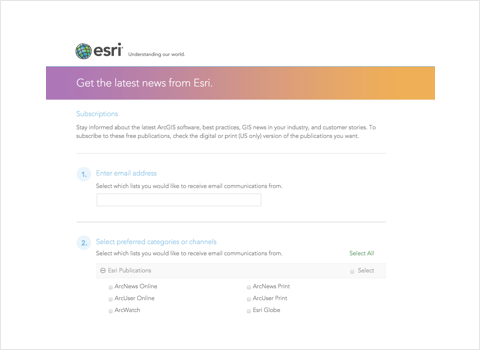 esri
Understanding our world.
Get the latest news from Esri.
Subscriptions
Stay informed about the latest ArcGIS software, best practices, GIS news in your industry, and customer stories. To
subscribe to these free publications, check the digital or print (US only) version of the publications you want.
1. Enter email address
Select which lists you would like to receive email communications from.
2. Select preferred categories or channels
Select which lists you would like to receive email communications from. Select All
Esri Publications Select
ArcNews Online ArcNews Print
ArcUser Online ArcUser Print
ArcWatch Esri Globe